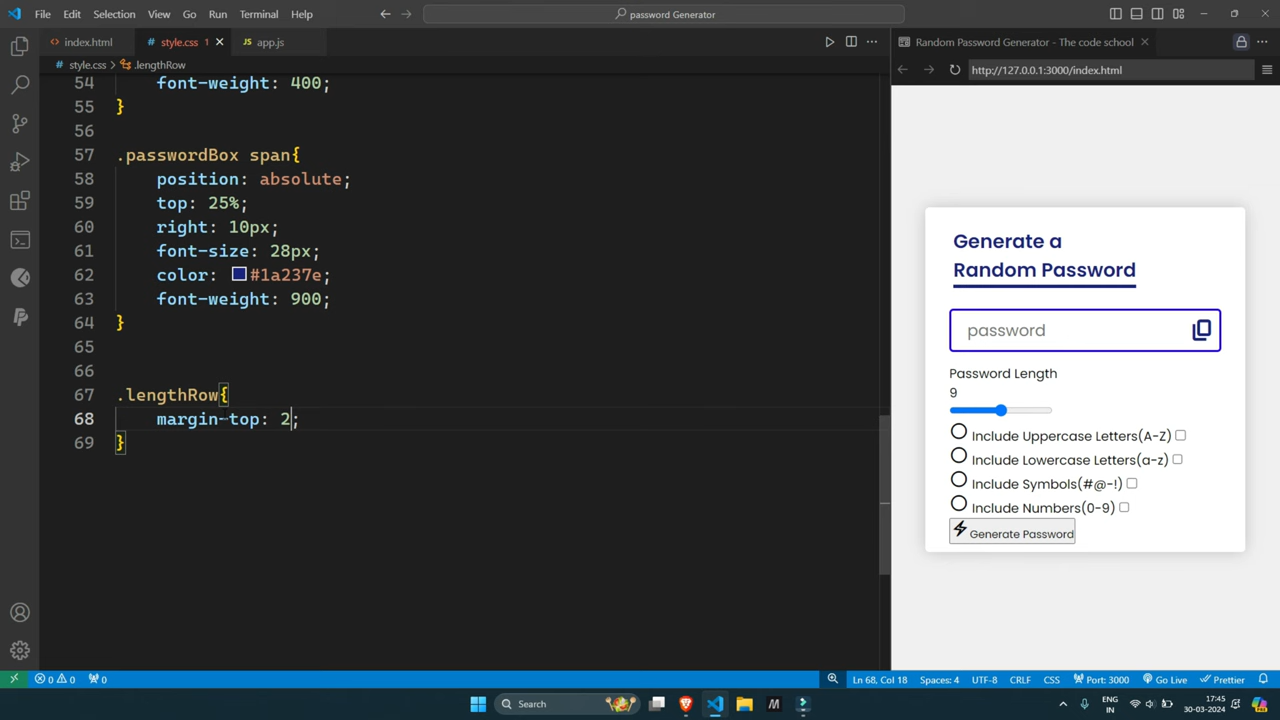 File Edit Selection View Go Run Terminal Help
password Generator
index.html
style.css 1
app.js
Random Password Generator - The code school
style.css > .lengthRow
http://127.0.0.1:3000/index.html
54 font-weight: 400;
55 }
56
57 .passwordBox span{
58 position: absolute;
59 top: 25%;
60 right: 10px;
61 font-size: 28px;
62 color: #1a237e;
63 font-weight: 900;
64 }
65
66
67 .lengthRow{
68 margin-top: 2;
69 }
Generate a
Random Password
password
Password Length
9
Include Uppercase Letters(A-Z)
Include Lowercase Letters(a-z)
Include Symbols(#@-!)
Include Numbers(0-9)
Generate Password
0 0 0
Ln 68, Col 18 Spaces: 4 UTF-8 CRLF CSS Port: 3000 Go Live Prettier
Search
ENG
IN
17:45
30-03-2024